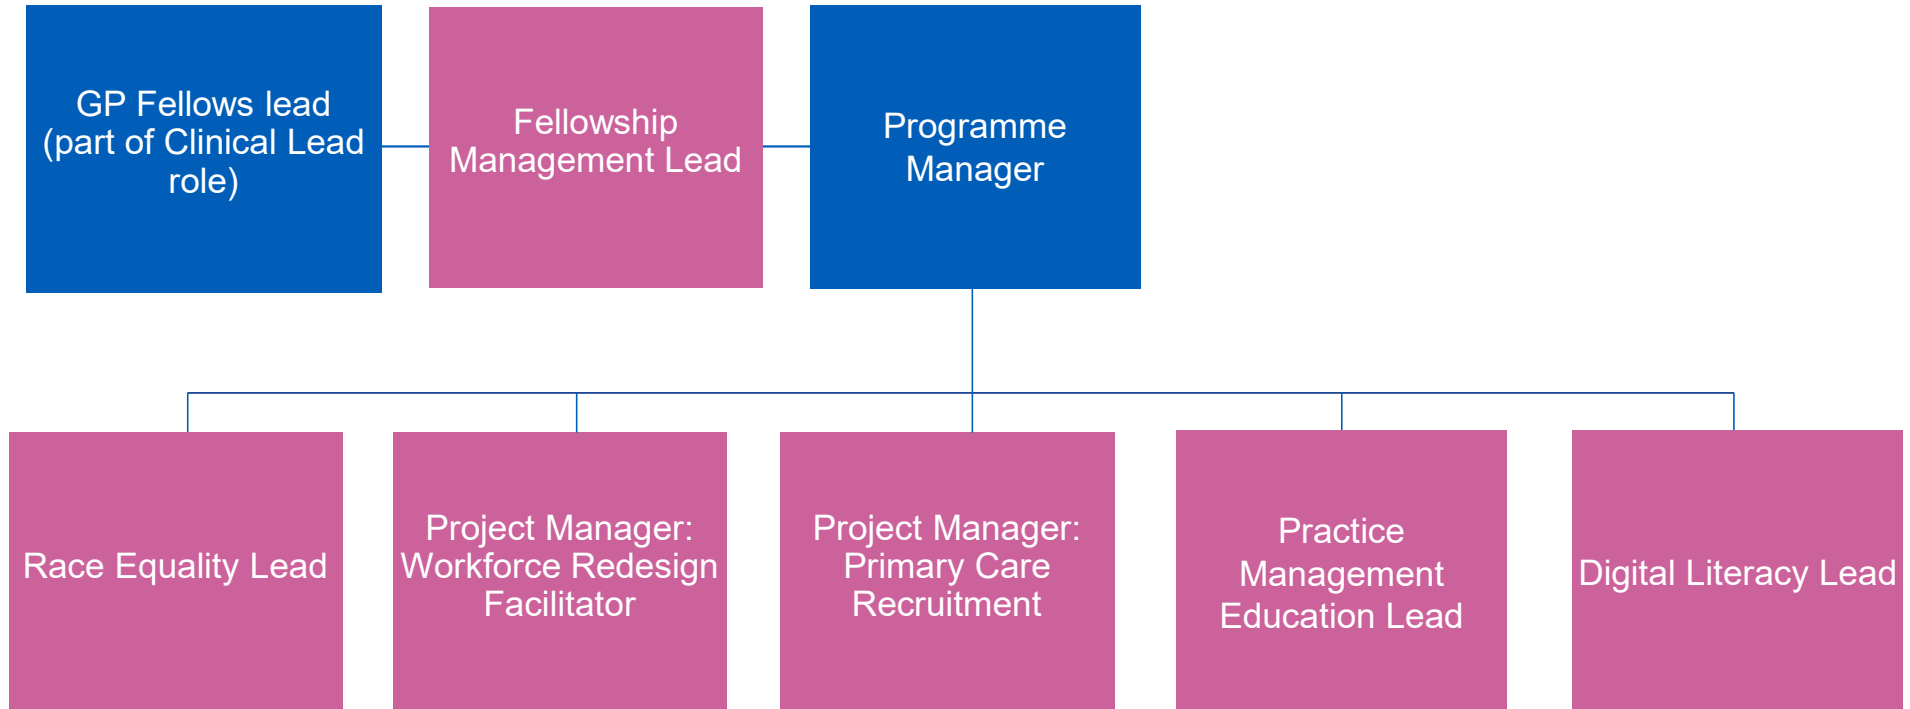 GP Fellows lead
(part of Clinical Lead
role)
Fellowship
Management Lead
Programme
Manager
Race Equality Lead
Project Manager:
Workforce Redesign
Facilitator
Project Manager:
Primary Care
Recruitment
Practice
Management
Education Lead
Digital Literacy Lead